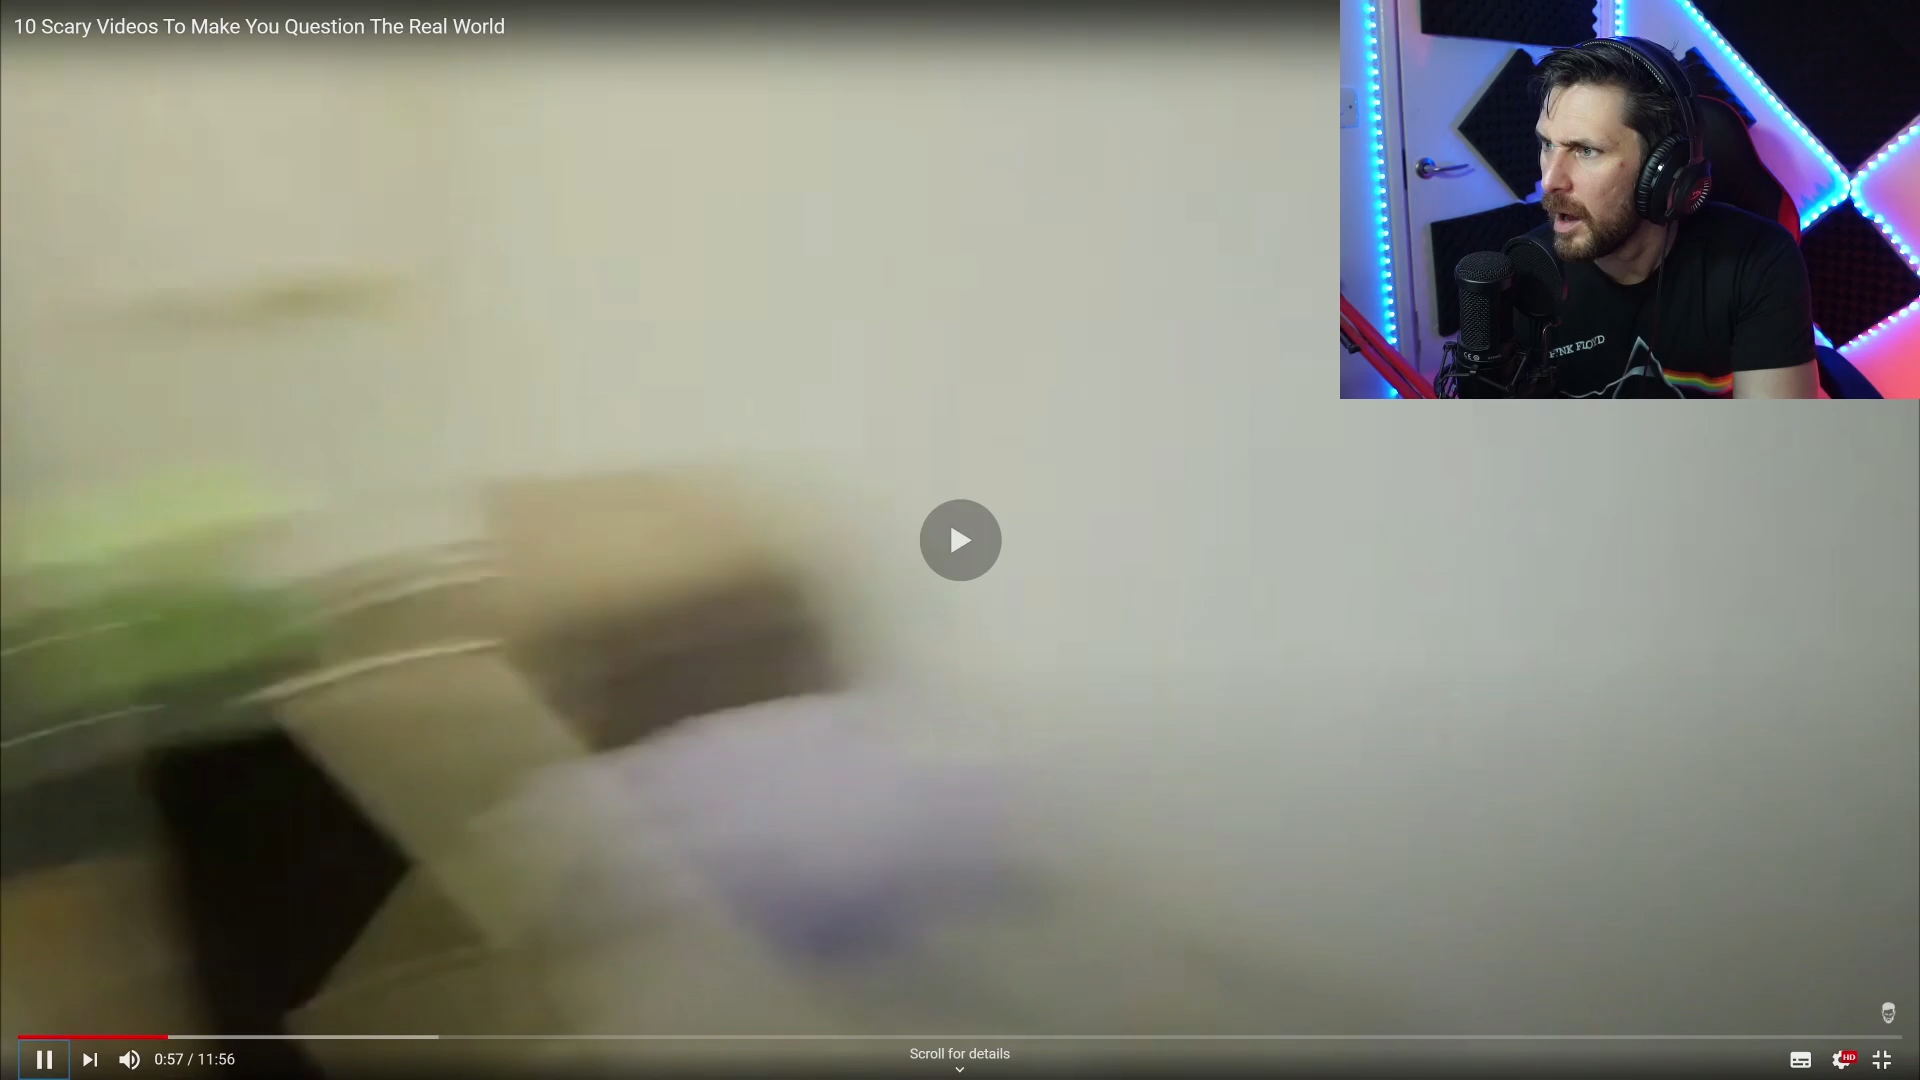 10 Scary Videos To Make You Question The Real World
PINK FLOYD
CE
0:57 / 11:56
Scroll for details
HD